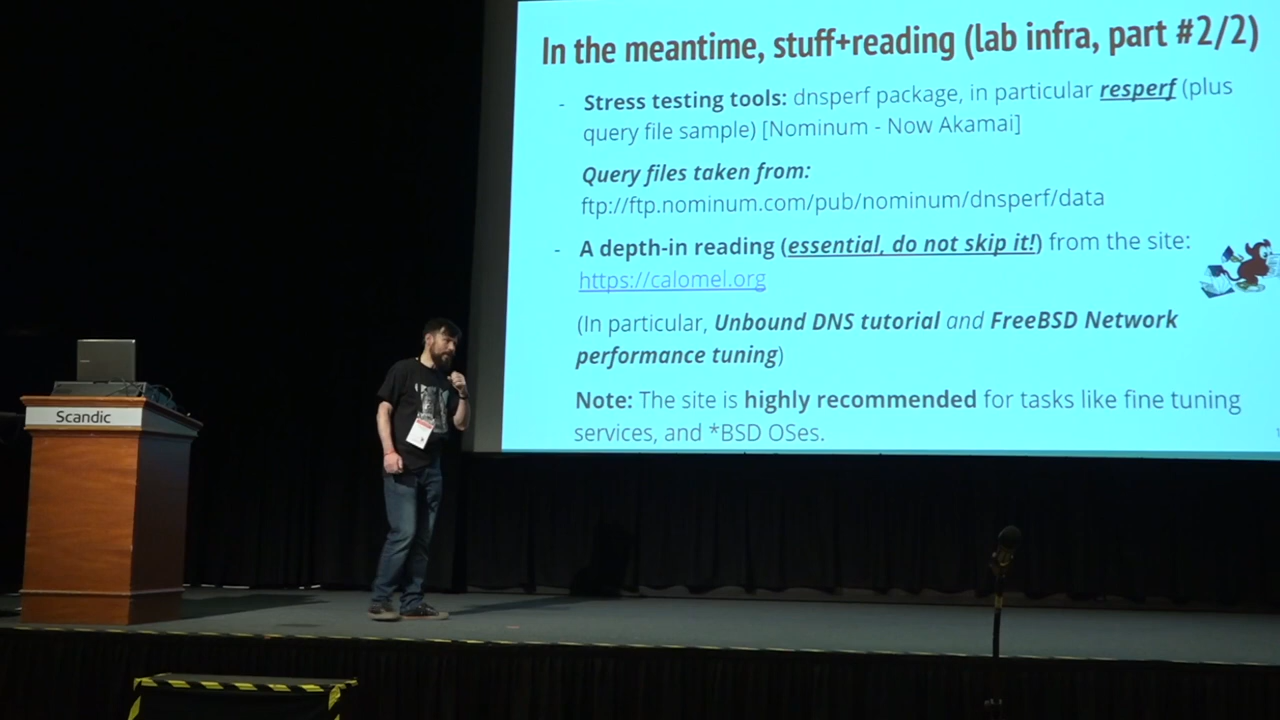 In the meantime, stuff+reading (lab infra, part #2/2)
- Stress testing tools: dnsperf package, in particular resperf (plus
query file sample) [Nominum - Now Akamai]
Query files taken from:
ftp://ftp.nominum.com/pub/nominum/dnsperf/data
- A depth-in reading (essential, do not skip it!) from the site:
https://calomel.org
(In particular, Unbound DNS tutorial and FreeBSD Network
performance tuning)
Note: The site is highly recommended for tasks like fine tuning
services, and *BSD OSes.
Scandic